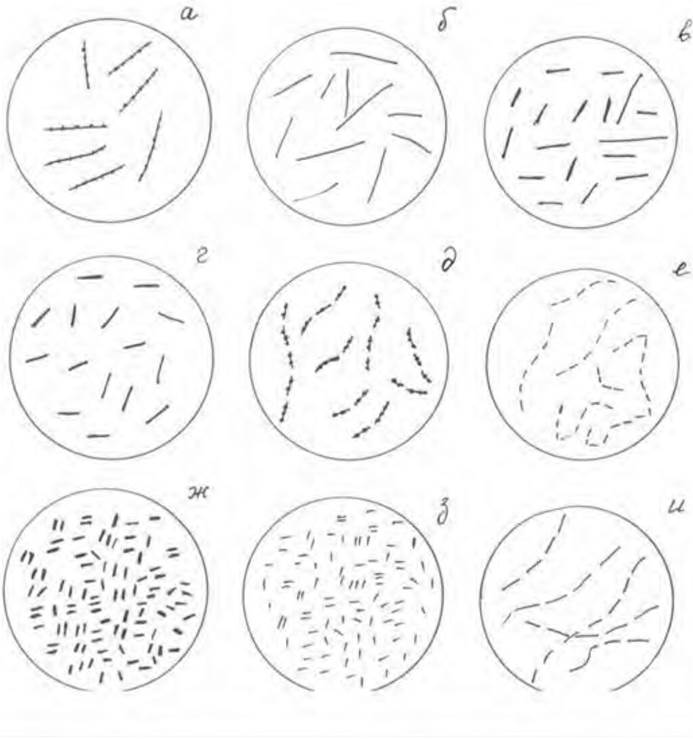 а б в
г д е
ж з и